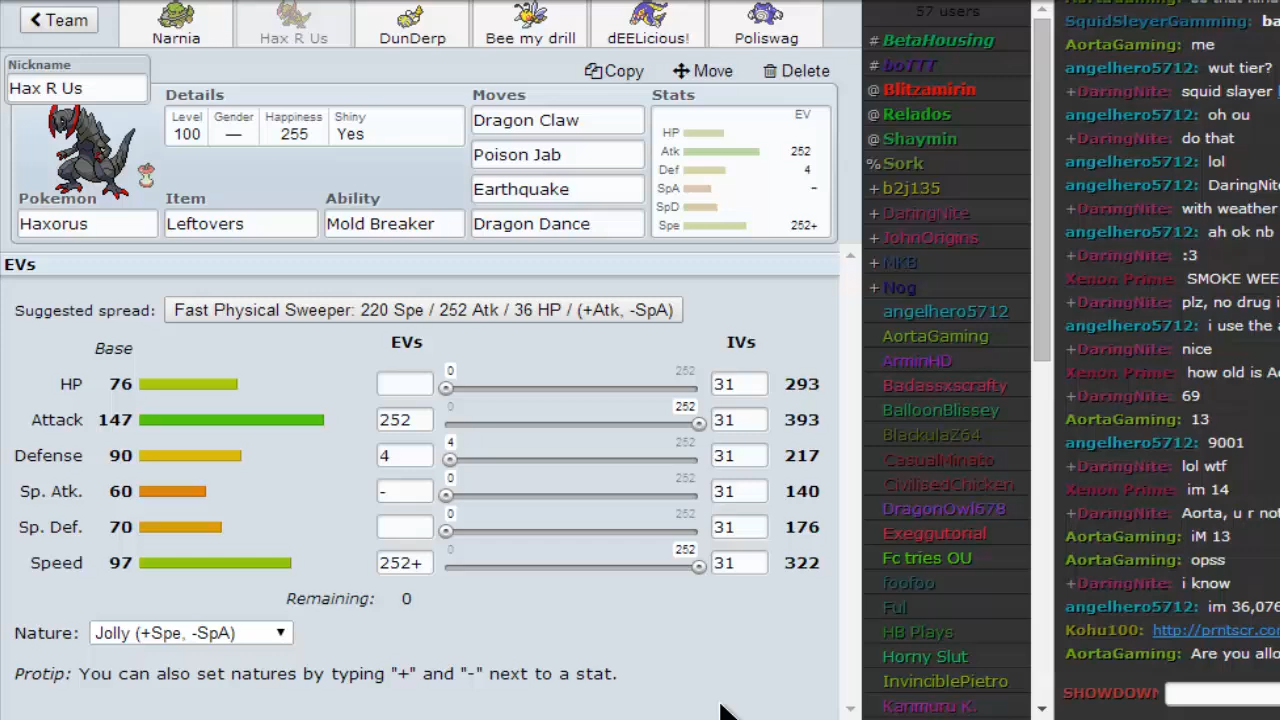 Team
Narnia
Hax R Us
DunDerp
Bee my drill
dEELicious!
Poliswag
Nickname
Hax R Us
Copy
Move
Delete
Details
Level
100
Gender
—
Happiness
255
Shiny
Yes
Pokemon
Haxorus
Item
Leftovers
Ability
Mold Breaker
Moves
Dragon Claw
Poison Jab
Earthquake
Dragon Dance
Stats
EV
HP
Atk 252
Def 4
SpA -
SpD
Spe 252+
EVs
Suggested spread: Fast Physical Sweeper: 220 Spe / 252 Atk / 36 HP / (+Atk, -SpA)
Base EVs IVs
HP 76 0 252 31 293
Attack 147 252 0 252 31 393
Defense 90 4 4 252 31 217
Sp. Atk. 60 - 0 252 31 140
Sp. Def. 70 0 252 31 176
Speed 97 252+ 0 252 31 322
Remaining: 0
Nature: Jolly (+Spe, -SpA)
Protip: You can also set natures by typing "+" and "-" next to a stat.
57 users
# BetaHousing
# boTTT
@ Blitzamirin
@ Relados
@ Shaymin
% Sork
+ b2j135
+ DaringNite
+ JohnOrigins
+ MKB
+ Nog
angelhero5712
AortaGaming
ArminHD
Badassxscrafty
BalloonBlissey
BlackulaZ64
CasualMinato
CivilisedChicken
DragonOwl678
Exeggutorial
Fc tries OU
foofoo
Ful
HB Plays
Horny Slut
InvinciblePietro
Kanmuru K.
SquidSleyerGamming: ba
AortaGaming: me
angelhero5712: wut tier?
+DaringNite: squid slayer
angelhero5712: oh ou
+DaringNite: do that
angelhero5712: lol
angelhero5712: DaringNite
+DaringNite: with weather
angelhero5712: ah ok nb
+DaringNite: :3
Xenon Prime: SMOKE WEE
+DaringNite: plz, no drug i
angelhero5712: i use the a
+DaringNite: nice
Xenon Prime: how old is Ao
+DaringNite: 69
AortaGaming: 13
angelhero5712: 9001
+DaringNite: lol wtf
Xenon Prime: im 14
+DaringNite: Aorta, u r not
AortaGaming: iM 13
AortaGaming: opss
+DaringNite: i know
angelhero5712: im 36,076
Kohu100: http://prntscr.com
AortaGaming: Are you allo
SHOWDOWN